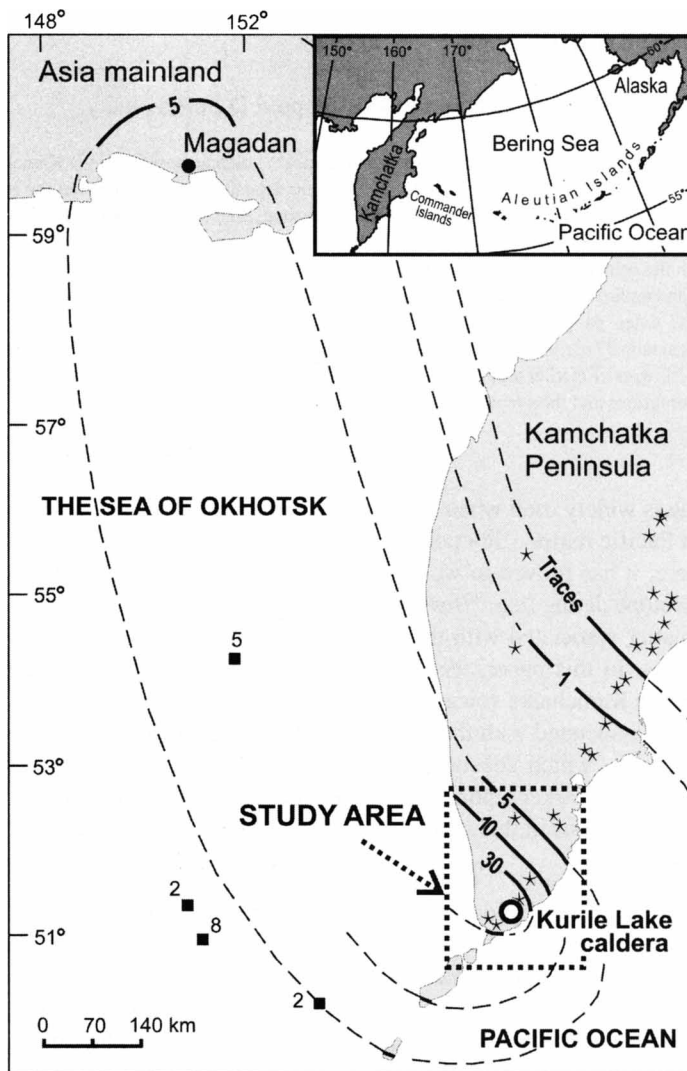 148°
152°
150°
160°
170°
60°
Alaska
Bering Sea
Kamchatka
Commander
Islands
Aleutian Islands
55°
Pacific Ocean
Asia mainland
5
Magadan
59°
57°
Kamchatka
Peninsula
THE SEA OF OKHOTSK
Traces
55°
5
1
53°
STUDY AREA
5
10
30
2
8
51°
Kurile Lake
caldera
2
0 70 140 km
PACIFIC OCEAN